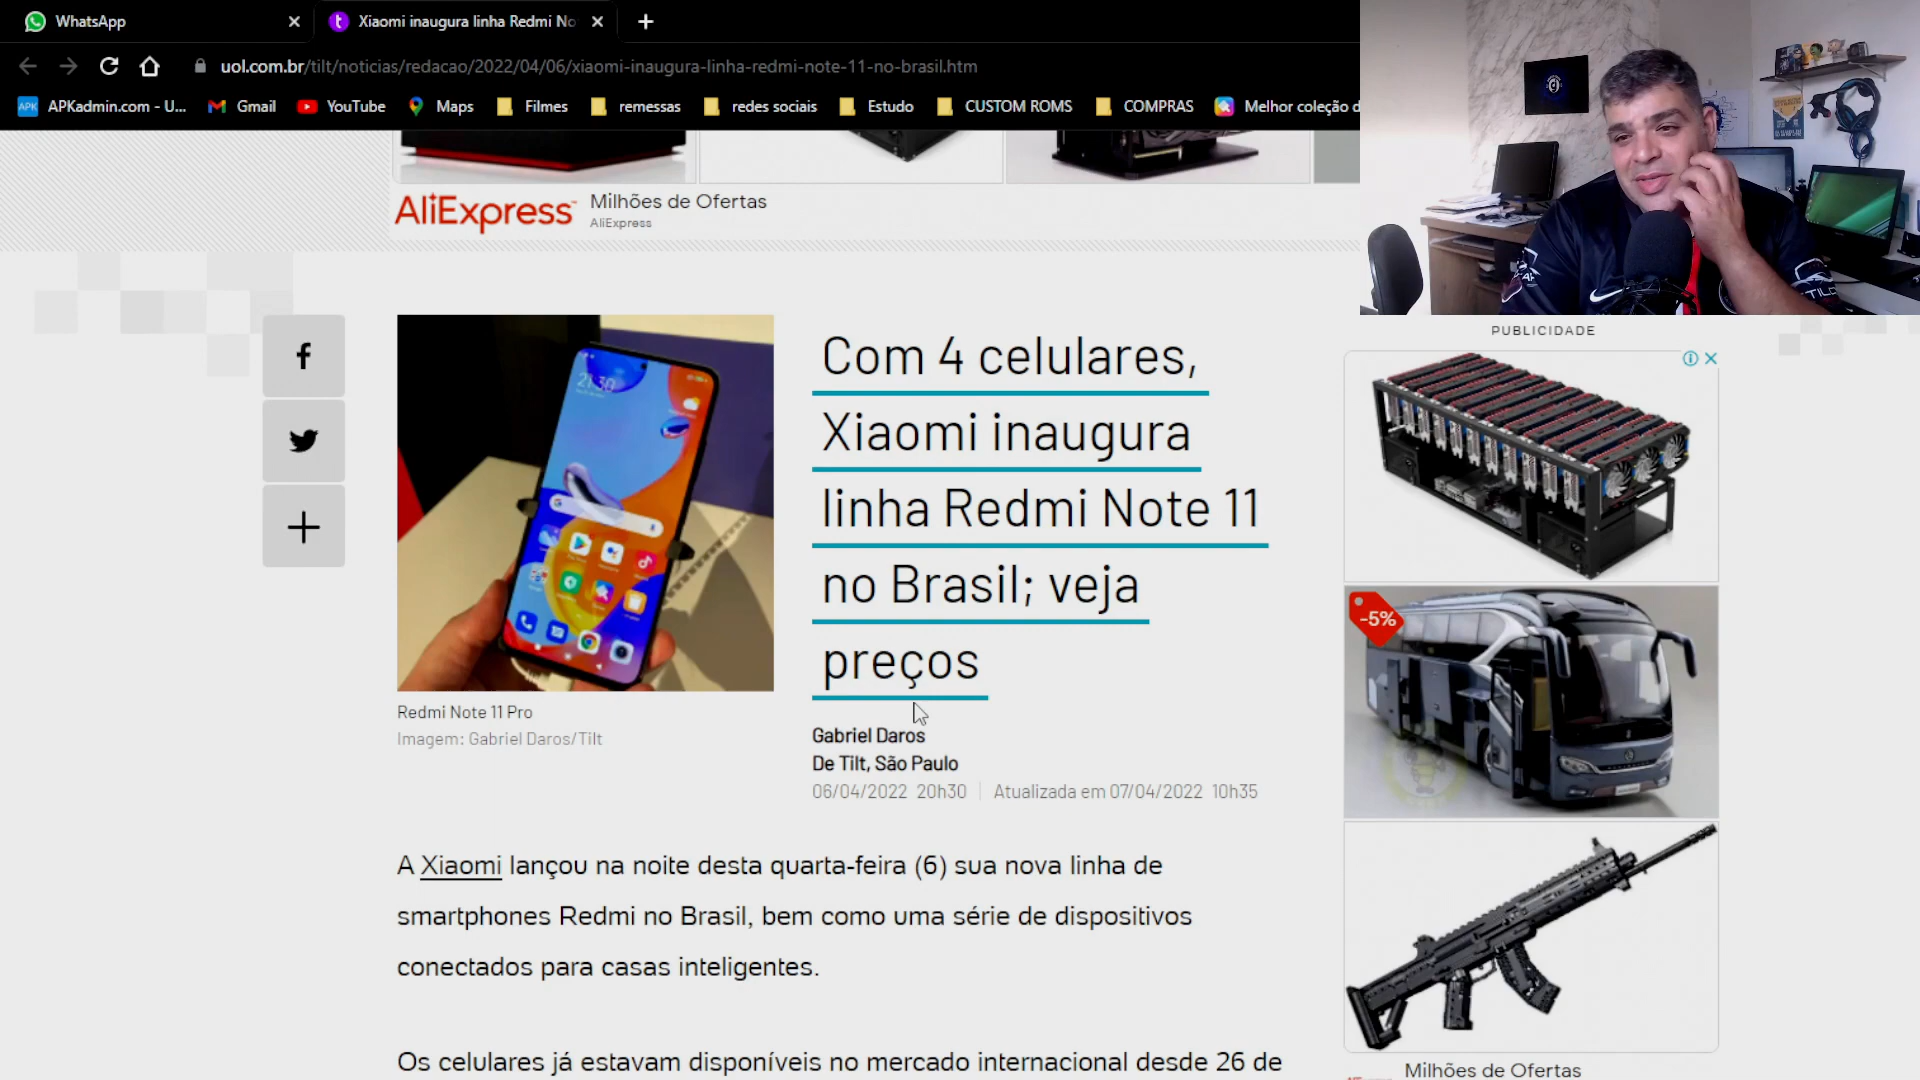 WhatsApp
Xiaomi inaugura linha Redmi No
uol.com.br/tilt/noticias/redacao/2022/04/06/xiaomi-inaugura-linha-redmi-note-11-no-brasil.htm
APKadmin.com - U...
Gmail
YouTube
Maps
Filmes
remessas
redes sociais
Estudo
CUSTOM ROMS
COMPRAS
Melhor coleção d
AliExpress
Milhões de Ofertas
AliExpress
PUBLICIDADE
Com 4 celulares,
Xiaomi inaugura
linha Redmi Note 11
no Brasil; veja
preços
21:30
-5%
Redmi Note 11 Pro
Imagem: Gabriel Daros/Tilt
Gabriel Daros
De Tilt, São Paulo
06/04/2022 20h30
Atualizada em 07/04/2022 10h35
A Xiaomi lançou na noite desta quarta-feira (6) sua nova linha de
smartphones Redmi no Brasil, bem como uma série de dispositivos
conectados para casas inteligentes.
Os celulares já estavam disponíveis no mercado internacional desde 26 de
Milhões de Ofertas